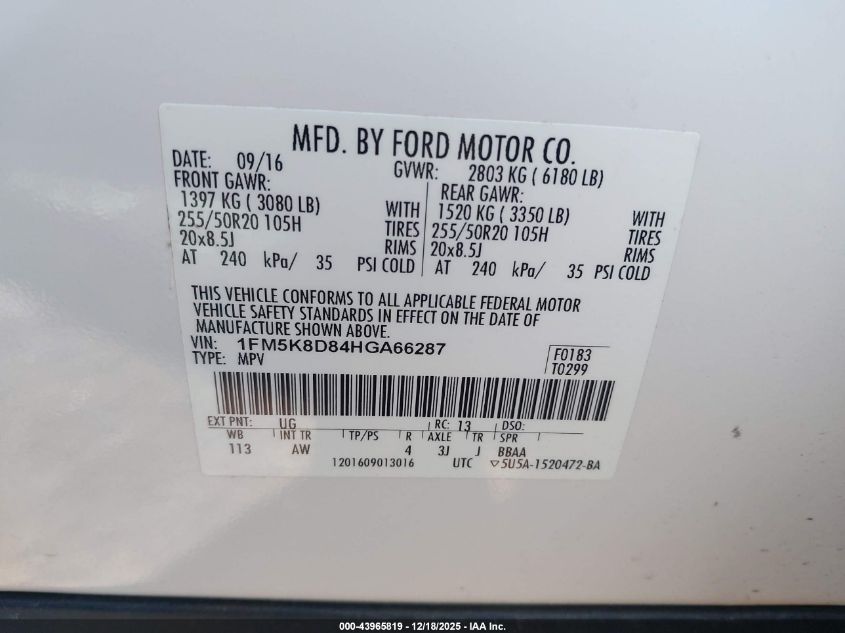 MFD. BY FORD MOTOR CO.
DATE: 09/16 GVWR: 2803 KG ( 6180 LB)
FRONT GAWR: REAR GAWR:
1397 KG ( 3080 LB) WITH 1520 KG ( 3350 LB) WITH
255/50R20 105H TIRES 255/50R20 105H TIRES
20x8.5J RIMS 20x8.5J RIMS
AT 240 kPa/ 35 PSI COLD AT 240 kPa/ 35 PSI COLD
THIS VEHICLE CONFORMS TO ALL APPLICABLE FEDERAL MOTOR
VEHICLE SAFETY STANDARDS IN EFFECT ON THE DATE OF
MANUFACTURE SHOWN ABOVE.
VIN: 1FM5K8D84HGA66287 F0183
TYPE: MPV T0299
EXT PNT: UG RC: 13 DSO:
WB INT TR TP/PS R AXLE TR SPR
113 AW 4 3J J BBAA
1201609013016 UTC ▽5U5A-1520472-BA
000-43965819 - 12/18/2025 - IAA Inc.